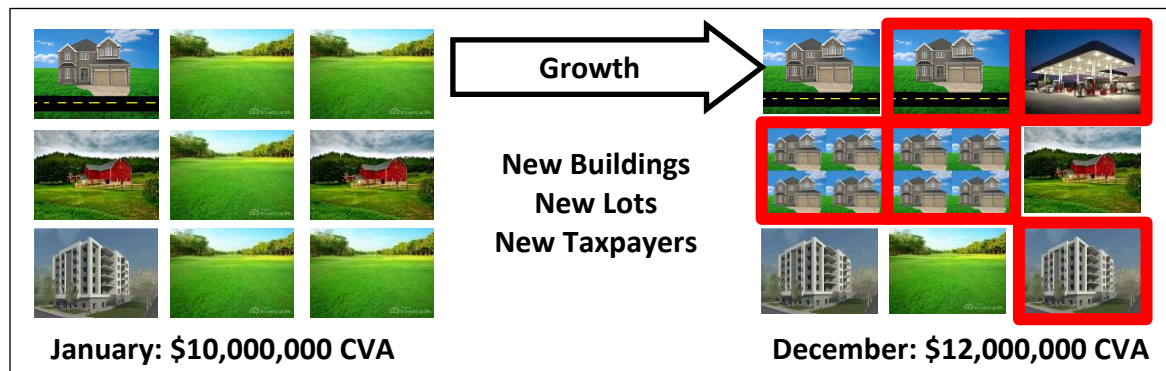 Growth
New Buildings
New Lots
New Taxpayers
January: $10,000,000 CVA
December: $12,000,000 CVA